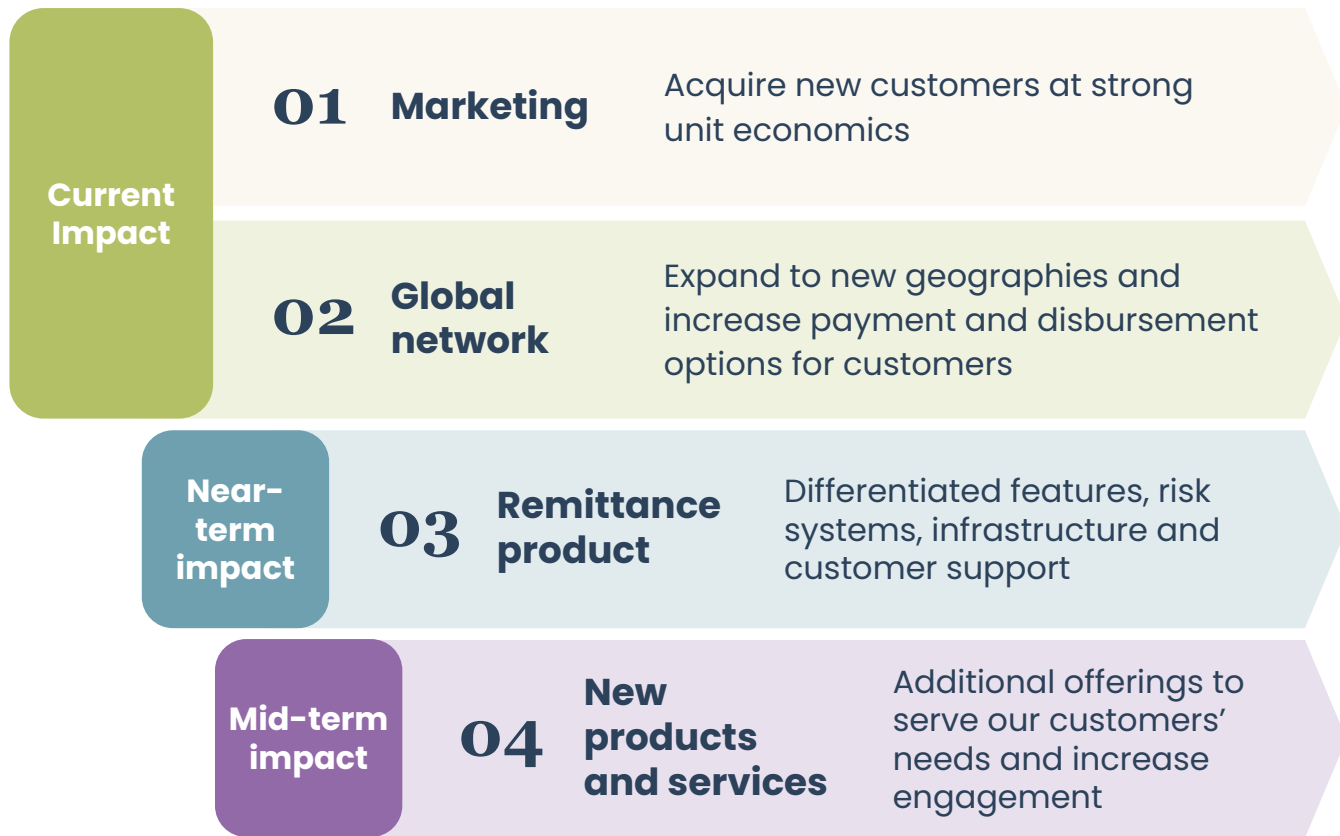 Current
Impact
01
Marketing
Acquire new customers at strong
unit economics
02
Global
network
Expand to new geographies and
increase payment and disbursement
options for customers
Near-
term
impact
03
Remittance
product
Differentiated features, risk
systems, infrastructure and
customer support
Mid-term
impact
04
New
products
and services
Additional offerings to
serve our customers’
needs and increase
engagement